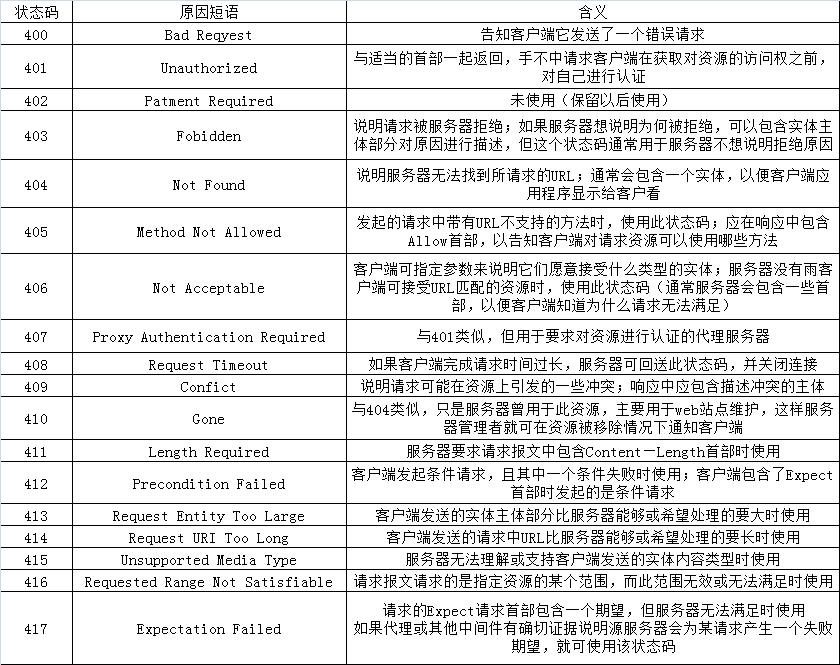 状态码 原因短语 含义
400 Bad Reqyest 告知客户端它发送了一个错误请求
401 Unauthorized 与适当的首部一起返回，手不中请求客户端在获取对资源的访问权之前，
对自己进行认证
402 Patment Required 未使用（保留以后使用）
403 Fobidden 说明请求被服务器拒绝；如果服务器想说明为何被拒绝，可以包含实体主
体部分对原因进行描述，但这个状态码通常用于服务器不想说明拒绝原因
404 Not Found 说明服务器无法找到所请求的URL；通常会包含一个实体，以便客户端应
用程序显示给客户看
405 Method Not Allowed 发起的请求中带有URL不支持的方法时，使用此状态码；应在响应中包含
Allow首部，以告知客户端对请求资源可以使用哪些方法
406 Not Acceptable 客户端可指定参数来说明它们愿意接受什么类型的实体；服务器没有雨客
户端可接受URL匹配的资源时，使用此状态码（通常服务器会包含一些首
部，以便客户端知道为什么请求无法满足）
407 Proxy Authentication Required 与401类似，但用于要求对资源进行认证的代理服务器
408 Request Timeout 如果客户端完成请求时间过长，服务器可回送此状态码，并关闭连接
409 Confict 说明请求可能在资源上引发的一些冲突；响应中应包含描述冲突的主体
410 Gone 与404类似，只是服务器曾用于此资源，主要用于web站点维护，这样服务
器管理者就可在资源被移除情况下通知客户端
411 Length Required 服务器要求请求报文中包含Content－Length首部时使用
412 Precondition Failed 客户端发起条件请求，且其中一个条件失败时使用；客户端包含了Expect
首部时发起的是条件请求
413 Request Entity Too Large 客户端发送的实体主体部分比服务器能够或希望处理的要大时使用
414 Request URI Too Long 客户端发送的请求中URL比服务器能够或希望处理的要长时使用
415 Unsupported Media Type 服务器无法理解或支持客户端发送的实体内容类型时使用
416 Requested Range Not Satisfiable 请求报文请求的是指定资源的某个范围，而此范围无效或无法满足时使用
417 Expectation Failed 请求的Expect请求首部包含一个期望，但服务器无法满足时使用
如果代理或其他中间件有确切证据说明源服务器会为某请求产生一个失败
期望，就可使用该状态码